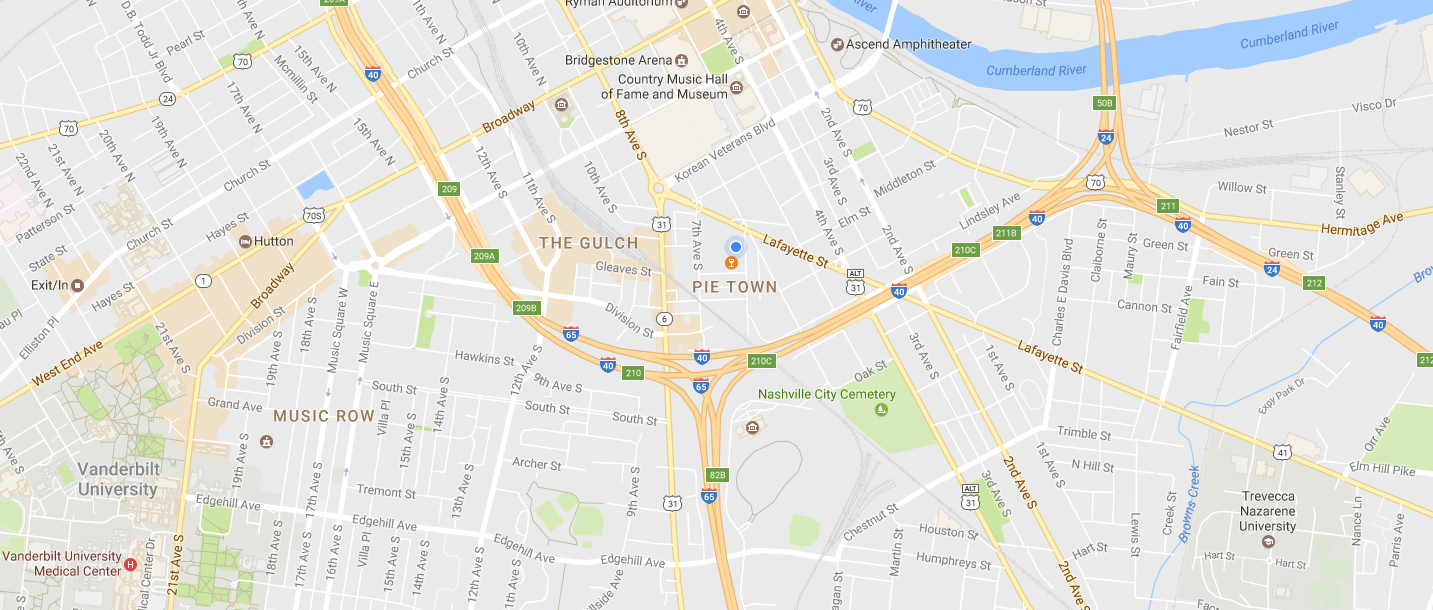 209A
Ryman Auditorium
River
Cumberland River
Cumberland River
D.B. Todd Jr Blvd
Pearl St
70
15th Ave N
Mcmillin St
40
Church St
10th Ave N
4th Ave S
Ascend Amphitheater
Bridgestone Arena
Country Music Hall
of Fame and Museum
50B
Visco Dr
24
70
17th Ave N
19th Ave N
Broadway
8th Ave S
2nd Ave S
70
Nestor St
24
20th Ave N
21st Ave N
22nd Ave N
15th Ave N
Korean Veterans Blvd
Church St
12th Ave S
11th Ave S
10th Ave S
3rd Ave S
Middleton St
70
Willow St
Stanley St
209
Patterson St
70S
Lindsley Ave
211
Hermitage Ave
Church St
Hayes St
31
7th Ave S
4th Ave S
Elm St
40
211B
40
State St
Hutton
THE GULCH
Lafayette St
2nd Ave S
210C
Green St
Green St
209A
Gleaves St
24
Exit/In
1
Broadway
PIE TOWN
ALT
31
40
Charles E Davis Blvd
Claiborne St
Maury St
212
Hayes St
Elliston Pl
Division St
209B
Division St
6
Cannon St
Fairfield Ave
21st Ave S
18th Ave S
Music Square W
Music Square E
65
40
West End Ave
Hawkins St
40
210
65
210C
3rd Ave S
1st Ave S
Lafayette St
40
19th Ave S
12th Ave S
9th Ave S
Oak St
South St
South St
South St
Nashville City Cemetery
Expy Park Dr
Grand Ave
MUSIC ROW
Villa Pl
15th Ave S
14th Ave S
Trimble St
41
Orr Ave
Elm Hill Pike
Vanderbilt
University
19th Ave S
17th Ave S
Archer St
13th Ave S
9th Ave S
82B
65
ALT
31
3rd Ave S
2nd Ave S
1st Ave S
N Hill St
Browns Creek
Trevecca
Nazarene
University
Edgehill Ave
Tremont St
31
Chestnut St
Houston St
Lewis St
Creek St
Nance Ln
Parris Ave
Edgehill Ave
Edgehill Ave
Edgehill Ave
Martin St
Humphreys St
Hart St
Hart St
Hart St
Vanderbilt University
Medical Center
H
21st Ave S
18th Ave S
17th Ave S
16th Ave S
Villa Pl
15th Ave S
14th Ave S
12th Ave S
2nd Ave S